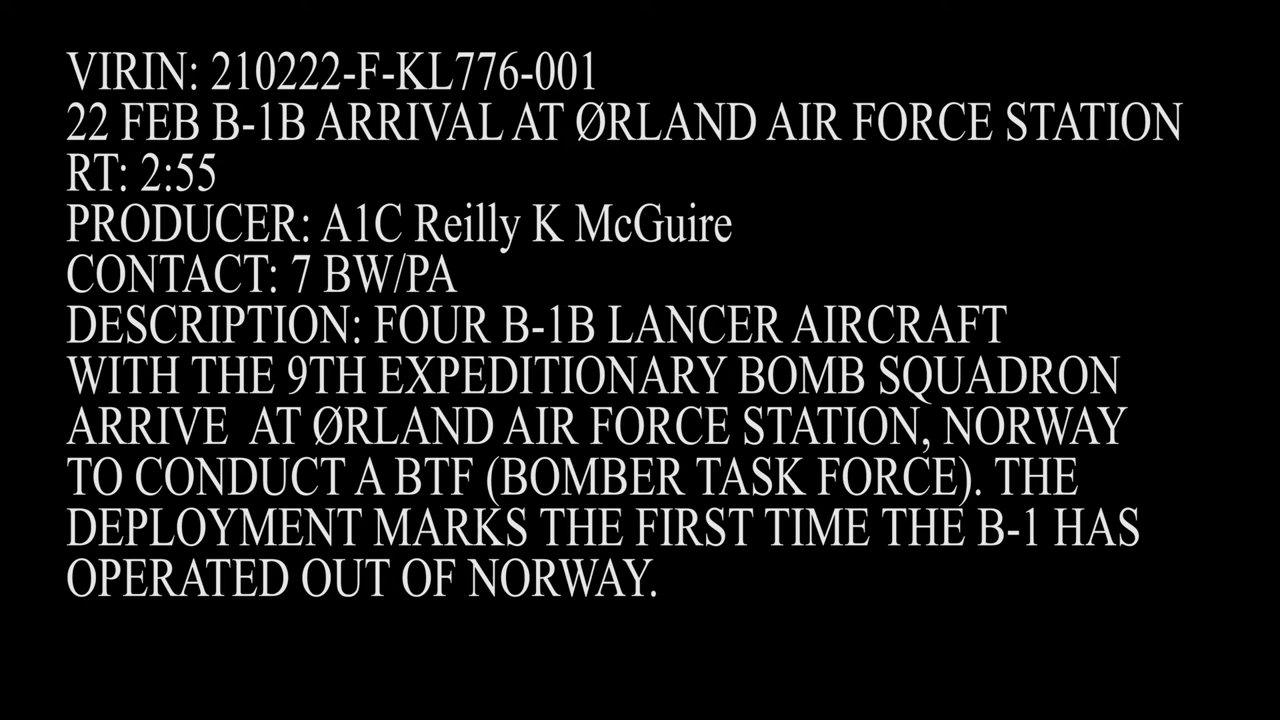 VIRIN: 210222-F-KL776-001
22 FEB B-1B ARRIVAL AT ØRLAND AIR FORCE STATION
RT: 2:55
PRODUCER: A1C Reilly K McGuire
CONTACT: 7 BW/PA
DESCRIPTION: FOUR B-1B LANCER AIRCRAFT
WITH THE 9TH EXPEDITIONARY BOMB SQUADRON
ARRIVE  AT ØRLAND AIR FORCE STATION, NORWAY
TO CONDUCT A BTF (BOMBER TASK FORCE). THE
DEPLOYMENT MARKS THE FIRST TIME THE B-1 HAS
OPERATED OUT OF NORWAY.